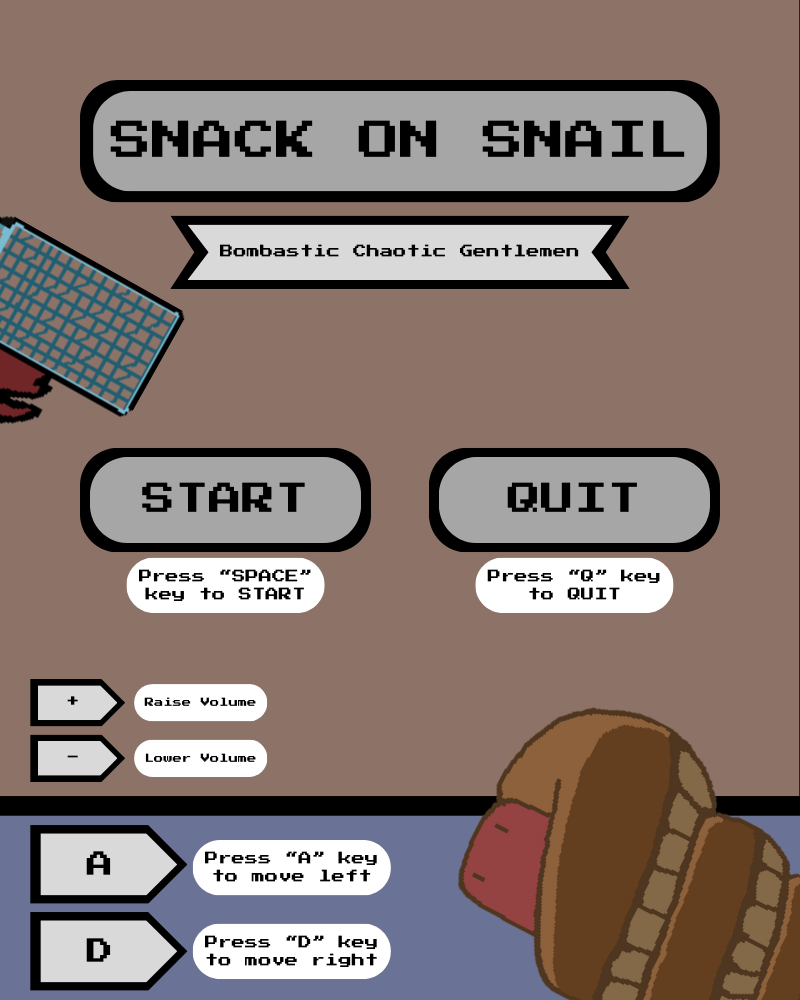 SNACK ON SNAIL
Bombastic Chaotic Gentlemen
START
QUIT
Press “SPACE”
key to START
Press “Q” key
to QUIT
+
Raise Volume
-
Lower Volume
A
Press “A” key
to move left
D
Press “D” key
to move right